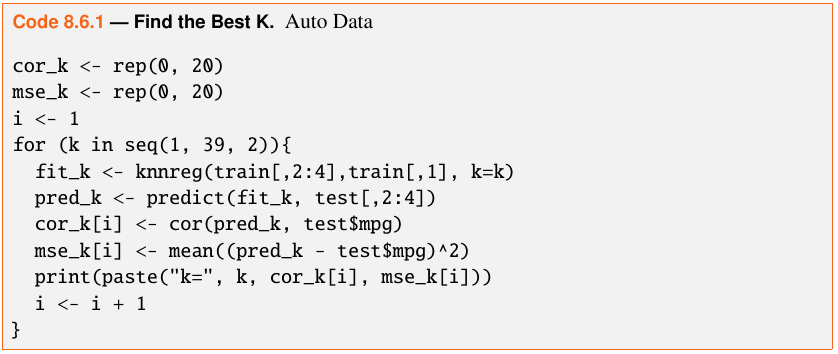 Code 8.6.1 — Find the Best K. Auto Data
cor_k <- rep(0, 20)
mse_k <- rep(0, 20)
i <- 1
for (k in seq(1, 39, 2)){
  fit_k <- knnreg(train[,2:4],train[,1], k=k)
  pred_k <- predict(fit_k, test[,2:4])
  cor_k[i] <- cor(pred_k, test$mpg)
  mse_k[i] <- mean((pred_k - test$mpg)^2)
  print(paste("k=", k, cor_k[i], mse_k[i]))
  i <- i + 1
}